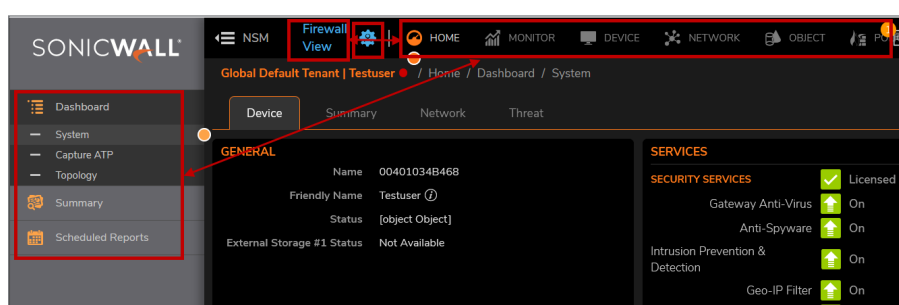 SONICWALL
NSM
Firewall
View
HOME
MONITOR
DEVICE
NETWORK
OBJECT
Global Default Tenant | Testuser / Home / Dashboard / System
Dashboard
System
Capture ATP
Topology
Summary
Scheduled Reports
Device
Summary
Network
Threat
GENERAL
Name 00401034B468
Friendly Name Testuser
Status [object Object]
External Storage #1 Status Not Available
SERVICES
SECURITY SERVICES Licensed
Gateway Anti-Virus On
Anti-Spyware On
Intrusion Prevention &
Detection On
Geo-IP Filter On